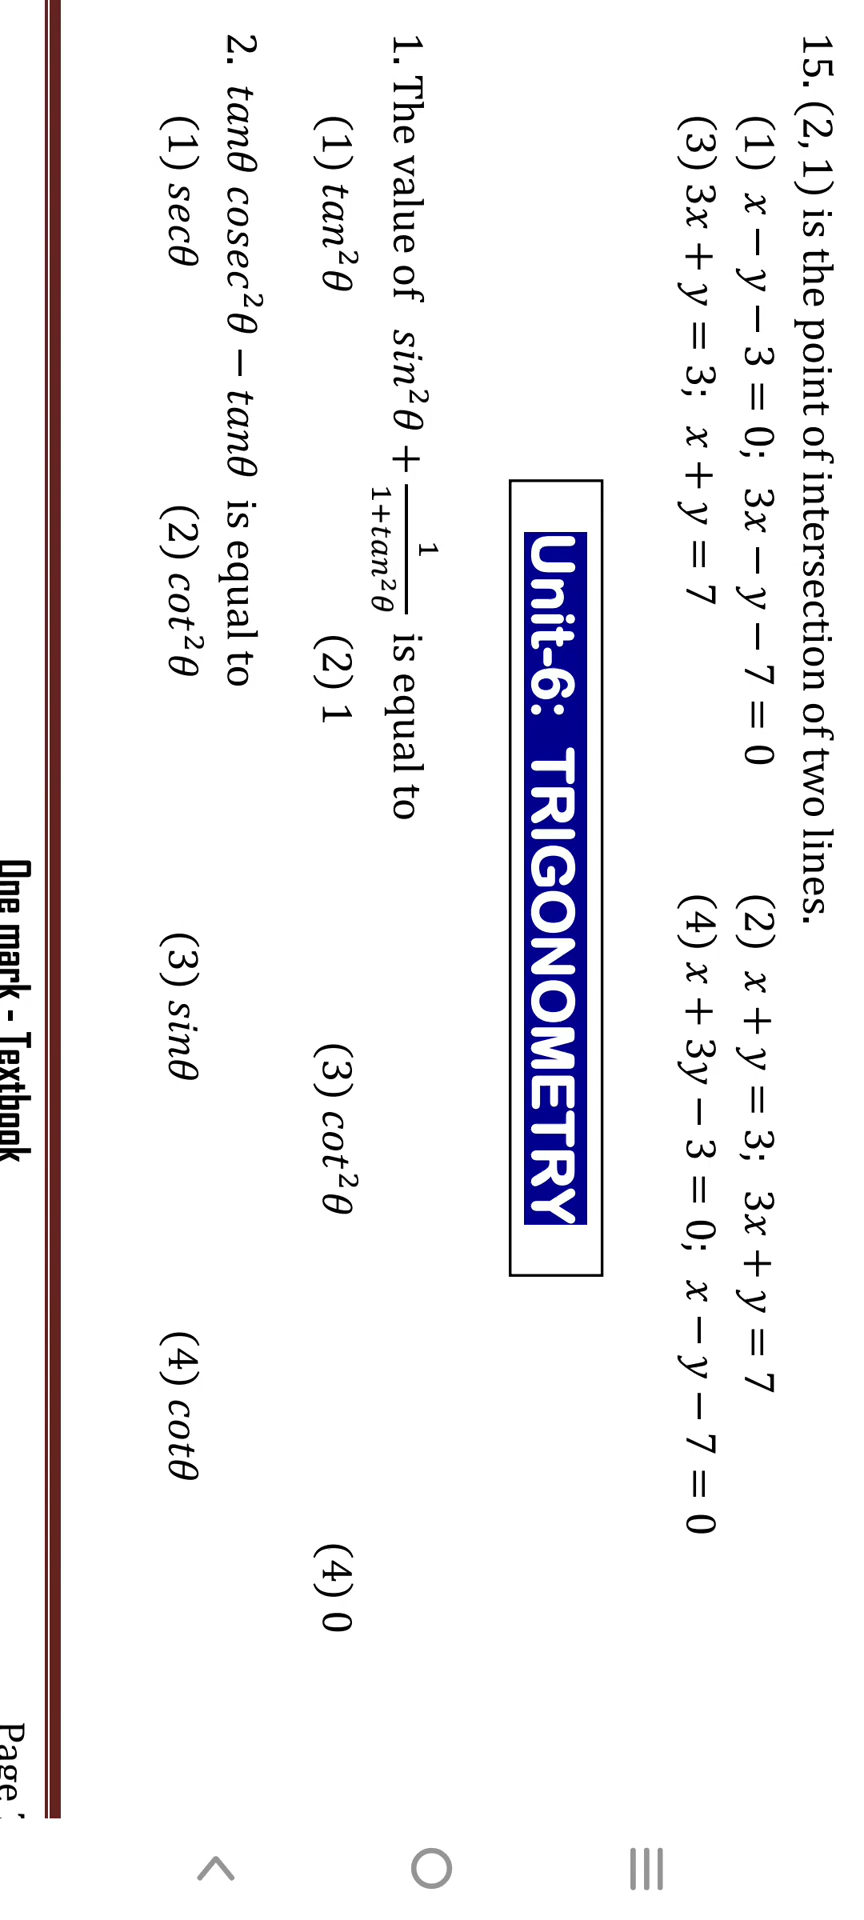 15. (2, 1) is the point of intersection of two lines.
(1) x − y − 3 = 0; 3x − y − 7 = 0 (2) x + y = 3; 3x + y = 7
(3) 3x + y = 3; x + y = 7 (4) x + 3y − 3 = 0; x − y − 7 = 0
Unit-6: TRIGONOMETRY
1. The value of sin²θ + 1/(1+tan²θ) is equal to
(1) tan²θ (2) 1 (3) cot²θ (4) 0
2. tanθ cosec²θ − tanθ is equal to
(1) secθ (2) cot²θ (3) sinθ (4) cotθ
One mark - Textbook Page